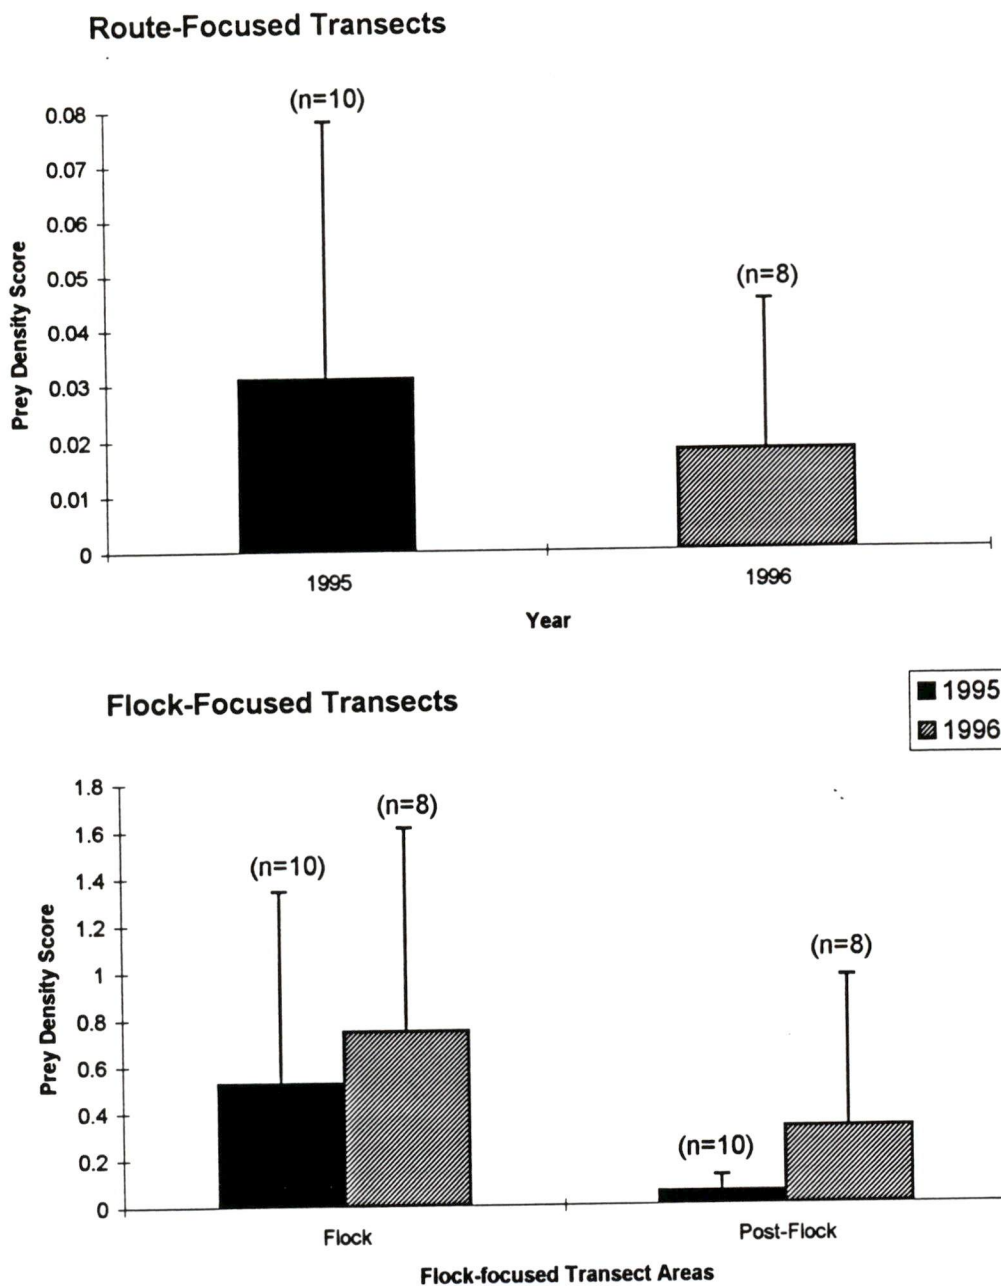 Route-Focused Transects
(n=10)
(n=8)
Prey Density Score
0.08
0.07
0.06
0.05
0.04
0.03
0.02
0.01
0
1995
1996
Year
Flock-Focused Transects
1995
1996
(n=10)
(n=8)
(n=10)
(n=8)
Prey Density Score
1.8
1.6
1.4
1.2
1
0.8
0.6
0.4
0.2
0
Flock
Post-Flock
Flock-focused Transect Areas